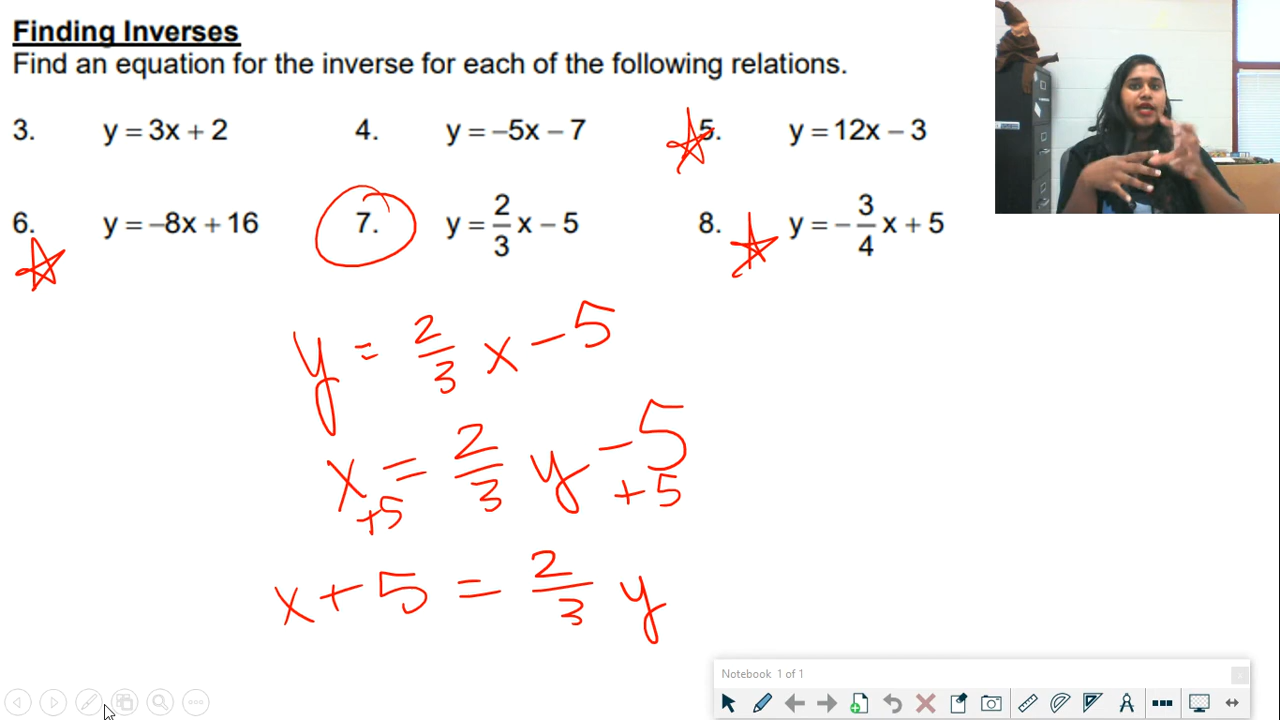 Finding Inverses
Find an equation for the inverse for each of the following relations.
3. y = 3x + 2 4. y = –5x – 7 5. y = 12x – 3
6. y = –8x + 16 7. y = 2/3 x – 5 8. y = – 3/4 x + 5
y = 2/3 x – 5
x = 2/3 y – 5
+5 +5
x + 5 = 2/3 y
Notebook 1 of 1